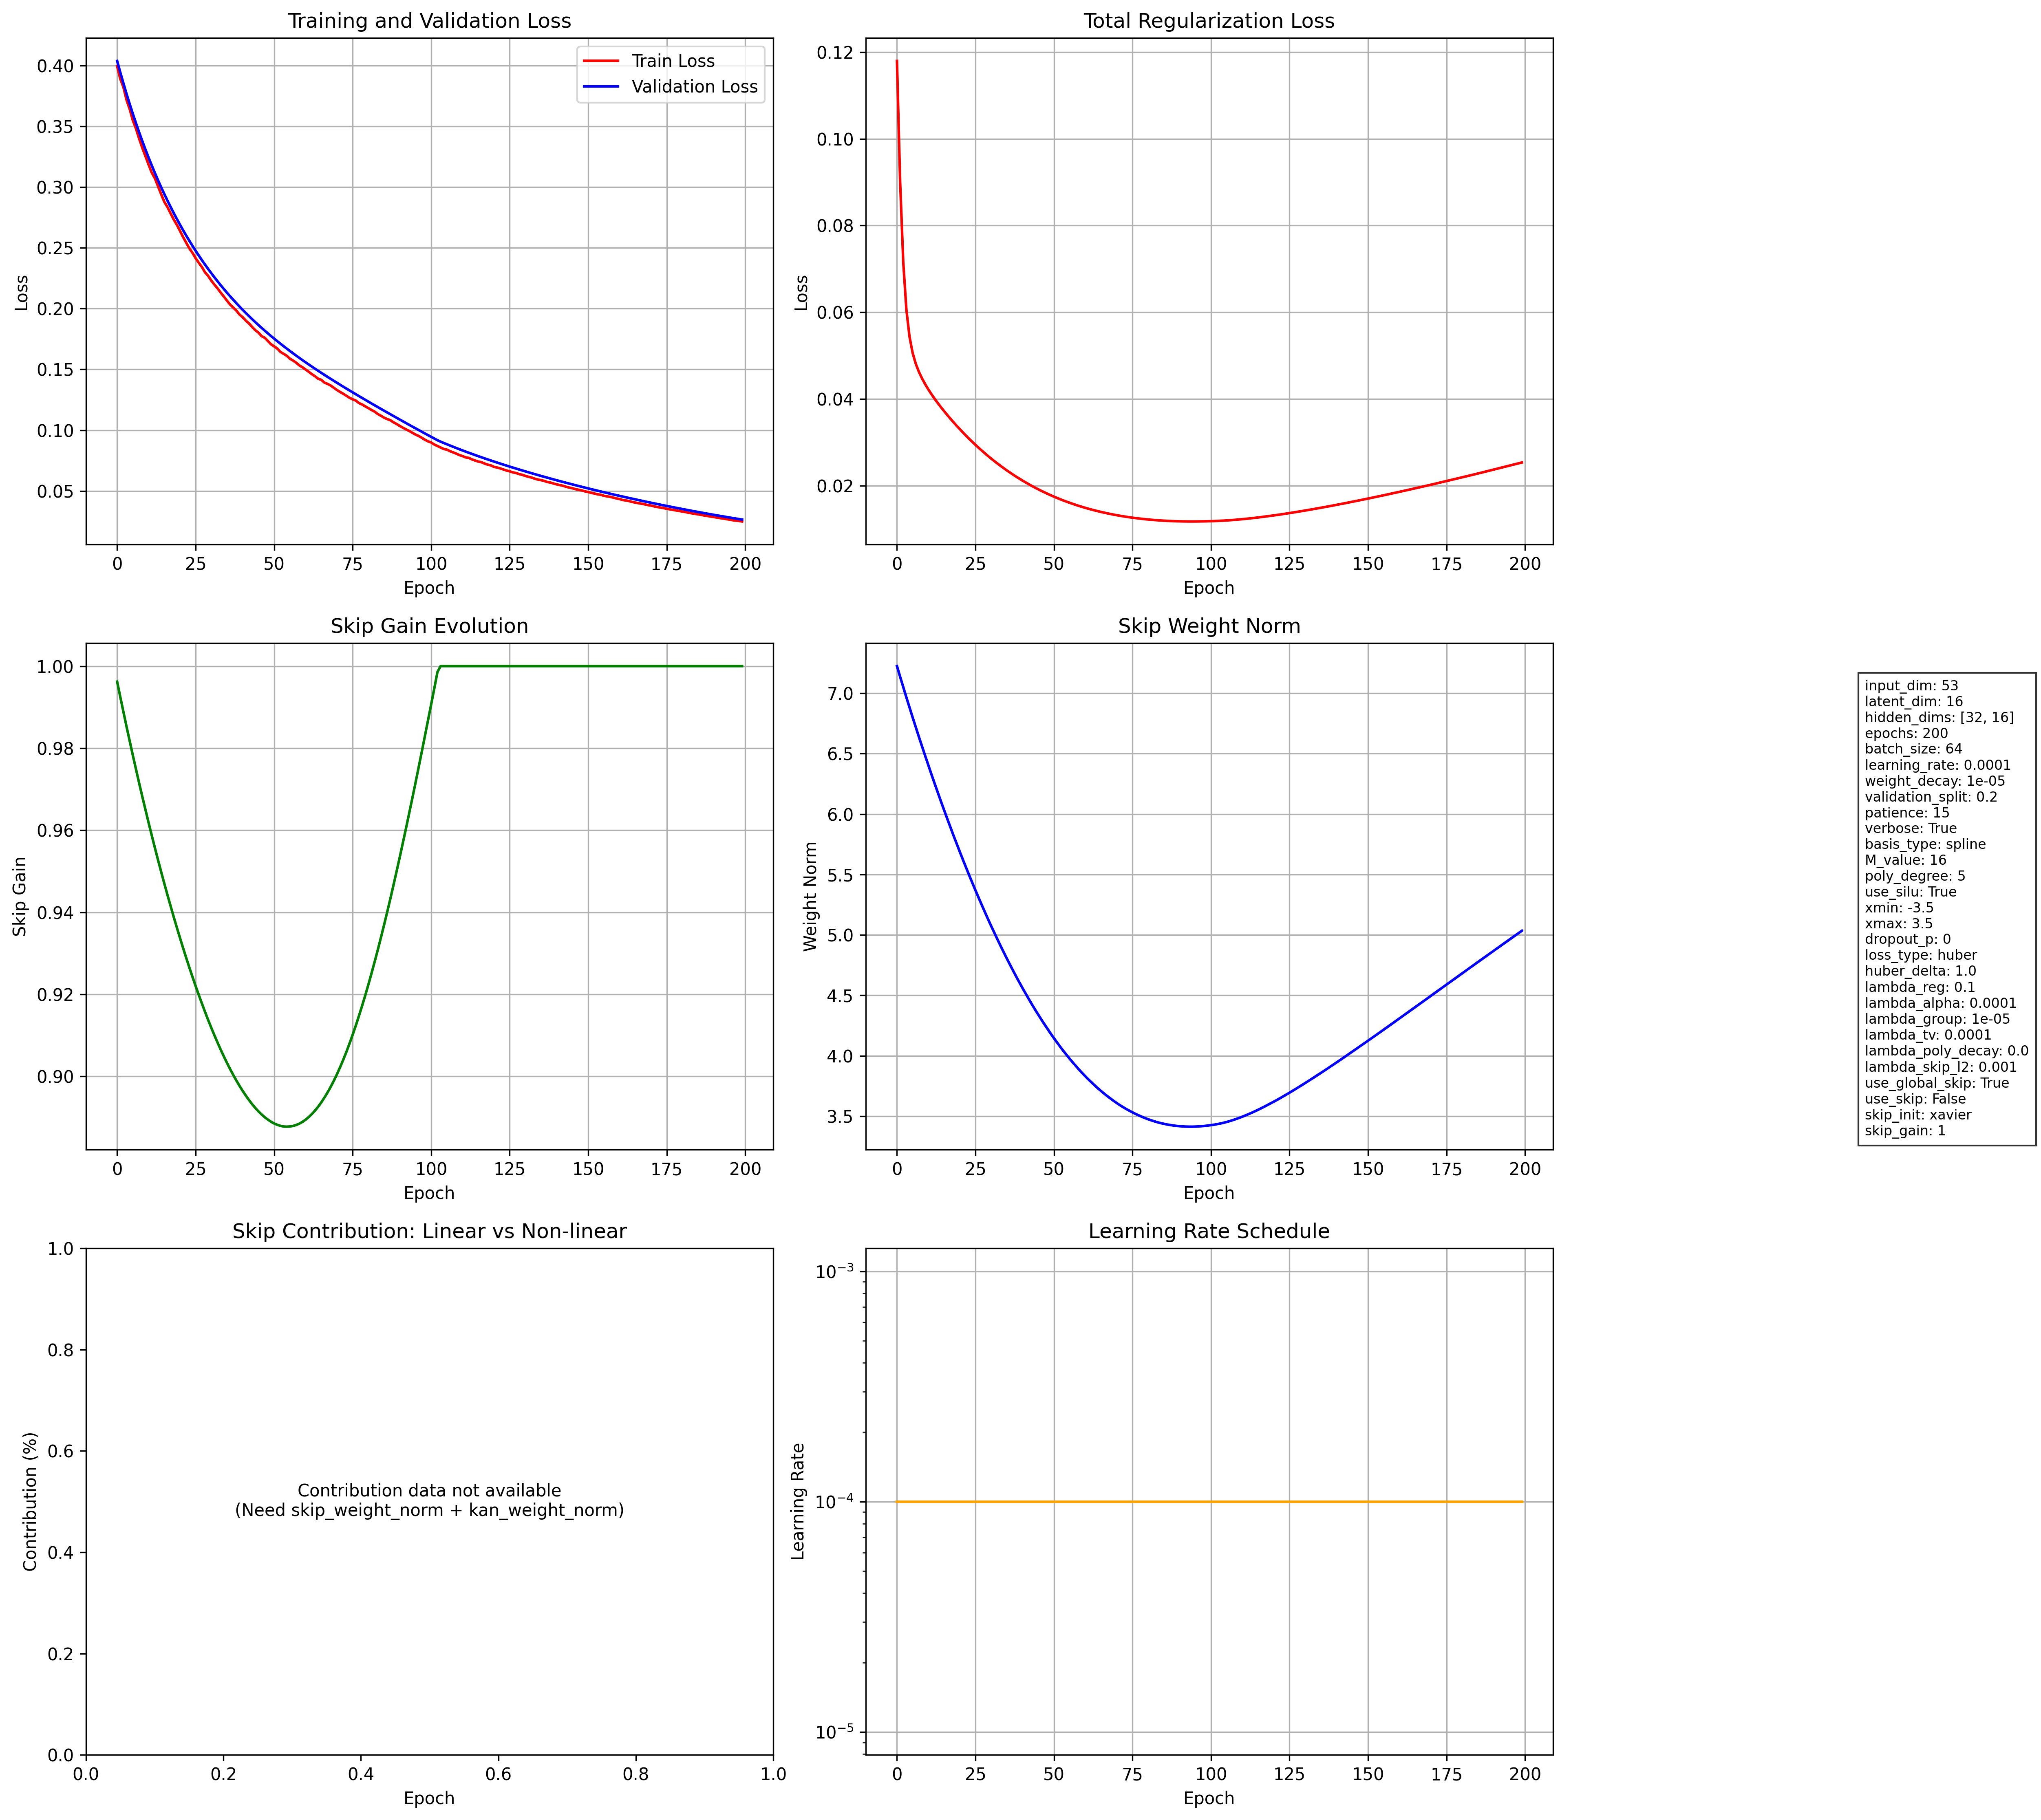 Training and Validation Loss
Train Loss
Validation Loss
0.40
0.35
0.30
0.25
0.20
0.15
0.10
0.05
Loss
0 25 50 75 100 125 150 175 200
Epoch
Total Regularization Loss
0.12
0.10
0.08
0.06
0.04
0.02
Loss
0 25 50 75 100 125 150 175 200
Epoch
Skip Gain Evolution
1.00
0.98
0.96
0.94
0.92
0.90
Skip Gain
0 25 50 75 100 125 150 175 200
Epoch
Skip Weight Norm
7.0
6.5
6.0
5.5
5.0
4.5
4.0
3.5
Weight Norm
0 25 50 75 100 125 150 175 200
Epoch
input_dim: 53
latent_dim: 16
hidden_dims: [32, 16]
epochs: 200
batch_size: 64
learning_rate: 0.0001
weight_decay: 1e-05
validation_split: 0.2
patience: 15
verbose: True
basis_type: spline
M_value: 16
poly_degree: 5
use_silu: True
xmin: -3.5
xmax: 3.5
dropout_p: 0
loss_type: huber
huber_delta: 1.0
lambda_reg: 0.1
lambda_alpha: 0.0001
lambda_group: 1e-05
lambda_tv: 0.0001
lambda_poly_decay: 0.0
lambda_skip_l2: 0.001
use_global_skip: True
use_skip: False
skip_init: xavier
skip_gain: 1
Skip Contribution: Linear vs Non-linear
1.0
0.8
0.6
0.4
0.2
0.0
Contribution (%)
Contribution data not available
(Need skip_weight_norm + kan_weight_norm)
0.0 0.2 0.4 0.6 0.8 1.0
Epoch
Learning Rate Schedule
10⁻³
10⁻⁴
10⁻⁵
Learning Rate
0 25 50 75 100 125 150 175 200
Epoch